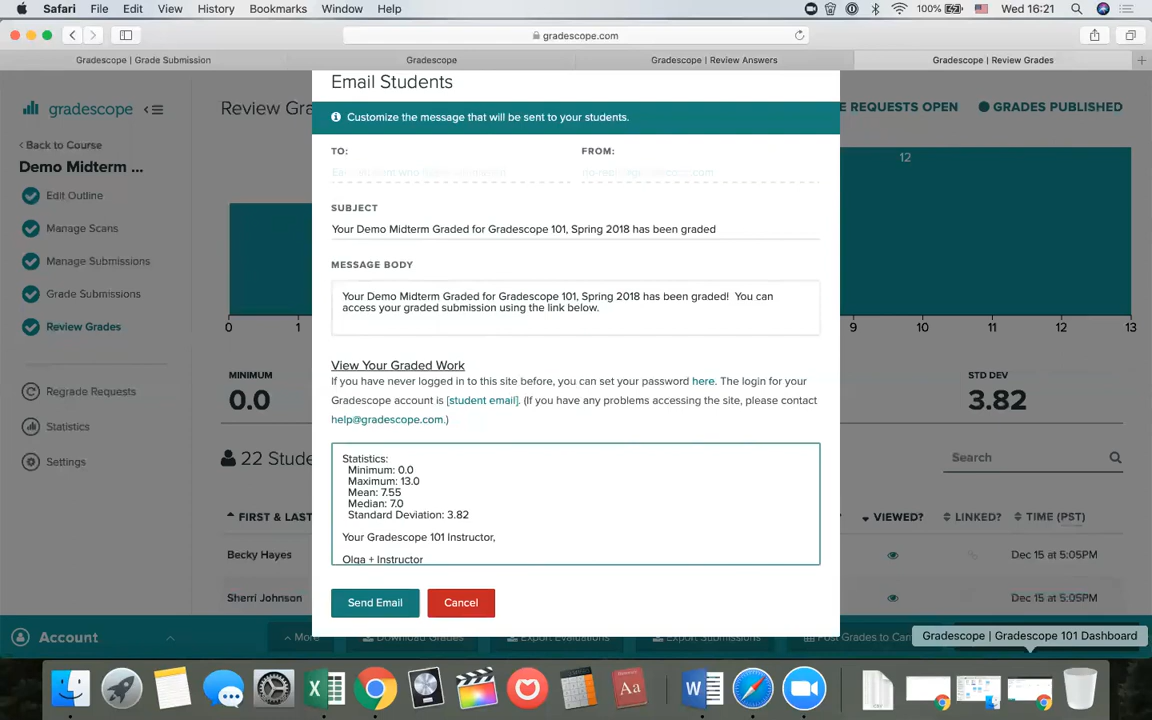 Safari File Edit View History Bookmarks Window Help 100% Wed 16:21
gradescope.com
Gradescope | Grade Submission Gradescope Gradescope | Review Answers Gradescope | Review Grades
gradescope
Back to Course
Demo Midterm ...
Edit Outline
Manage Scans
Manage Submissions
Grade Submissions
Review Grades
Regrade Requests
Statistics
Settings
Account
Review Gra
E REQUESTS OPEN GRADES PUBLISHED
12
0 1 9 10 11 12 13
MINIMUM
0.0
STD DEV
3.82
22 Stude
Search
FIRST & LAST VIEWED? LINKED? TIME (PST)
Becky Hayes Dec 15 at 5:05PM
Sherri Johnson Dec 15 at 5:05PM
Email Students
Customize the message that will be sent to your students.
TO: FROM:
SUBJECT
Your Demo Midterm Graded for Gradescope 101, Spring 2018 has been graded
MESSAGE BODY
Your Demo Midterm Graded for Gradescope 101, Spring 2018 has been graded! You can
access your graded submission using the link below.
View Your Graded Work
If you have never logged in to this site before, you can set your password here. The login for your
Gradescope account is [student email]. (If you have any problems accessing the site, please contact
help@gradescope.com.)
Statistics:
Minimum: 0.0
Maximum: 13.0
Mean: 7.55
Median: 7.0
Standard Deviation: 3.82
Your Gradescope 101 Instructor,
Olga + Instructor
Send Email Cancel
More Download Grades Export Evaluations Export Submissions Post Grades to Can
Gradescope | Gradescope 101 Dashboard